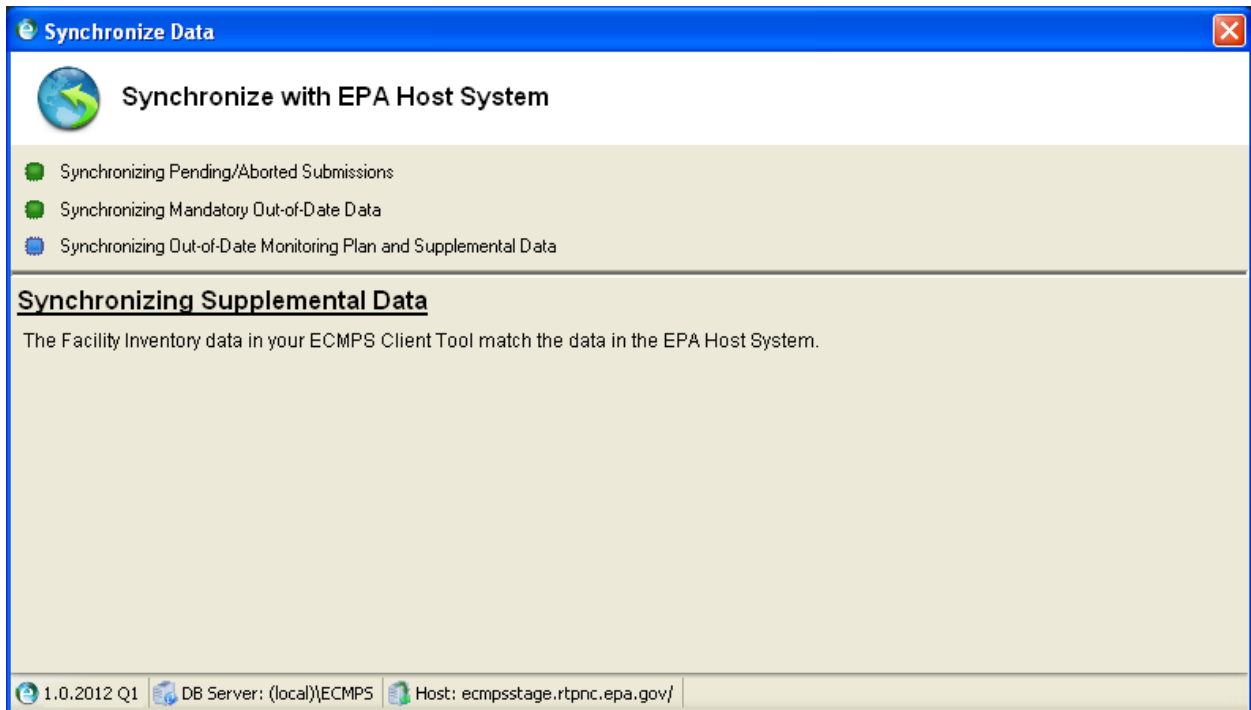 Synchronize Data
Synchronize with EPA Host System
Synchronizing Pending/Aborted Submissions
Synchronizing Mandatory Out-of-Date Data
Synchronizing Out-of-Date Monitoring Plan and Supplemental Data
Synchronizing Supplemental Data
The Facility Inventory data in your ECMPS Client Tool match the data in the EPA Host System.
1.0.2012 Q1 DB Server: (local)\ECMPS Host: ecmpsstage.rtpnc.epa.gov/